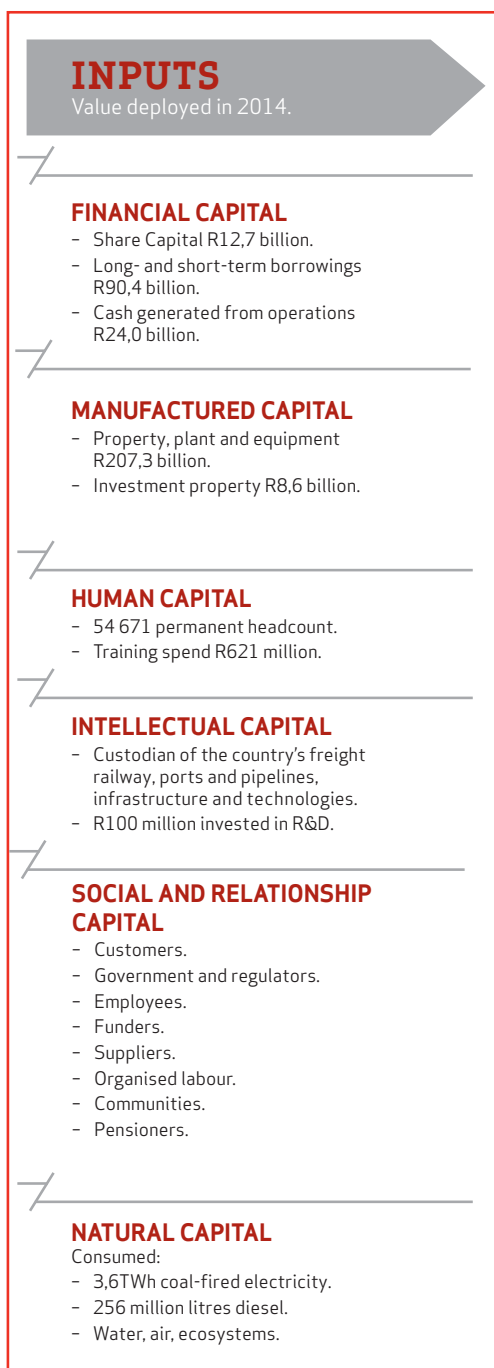 INPUTS
Value deployed in 2014.
FINANCIAL CAPITAL
– Share Capital R12,7 billion.
– Long- and short-term borrowings
R90,4 billion.
– Cash generated from operations
R24,0 billion.
MANUFACTURED CAPITAL
– Property, plant and equipment
R207,3 billion.
– Investment property R8,6 billion.
HUMAN CAPITAL
– 54 671 permanent headcount.
– Training spend R621 million.
INTELLECTUAL CAPITAL
– Custodian of the country’s freight
railway, ports and pipelines,
infrastructure and technologies.
– R100 million invested in R&D.
SOCIAL AND RELATIONSHIP
CAPITAL
– Customers.
– Government and regulators.
– Employees.
– Funders.
– Suppliers.
– Organised labour.
– Communities.
– Pensioners.
NATURAL CAPITAL
Consumed:
– 3,6TWh coal-fired electricity.
– 256 million litres diesel.
– Water, air, ecosystems.